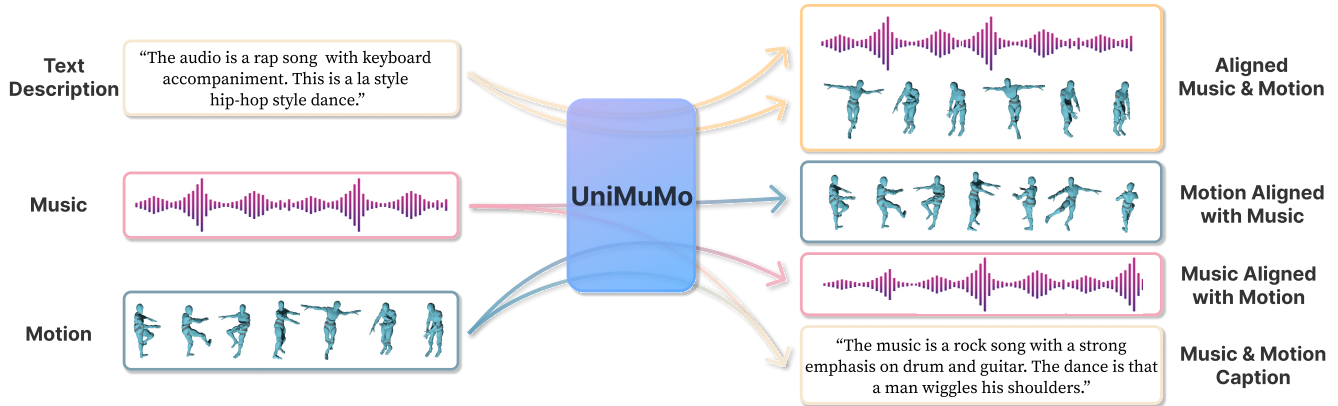 Text
Description
“The audio is a rap song with keyboard
accompaniment. This is a la style
hip-hop style dance.”
Music
Motion
UniMuMo
Aligned
Music & Motion
Motion Aligned
with Music
Music Aligned
with Motion
“The music is a rock song with a strong
emphasis on drum and guitar. The dance is that
a man wiggles his shoulders.”
Music & Motion
Caption